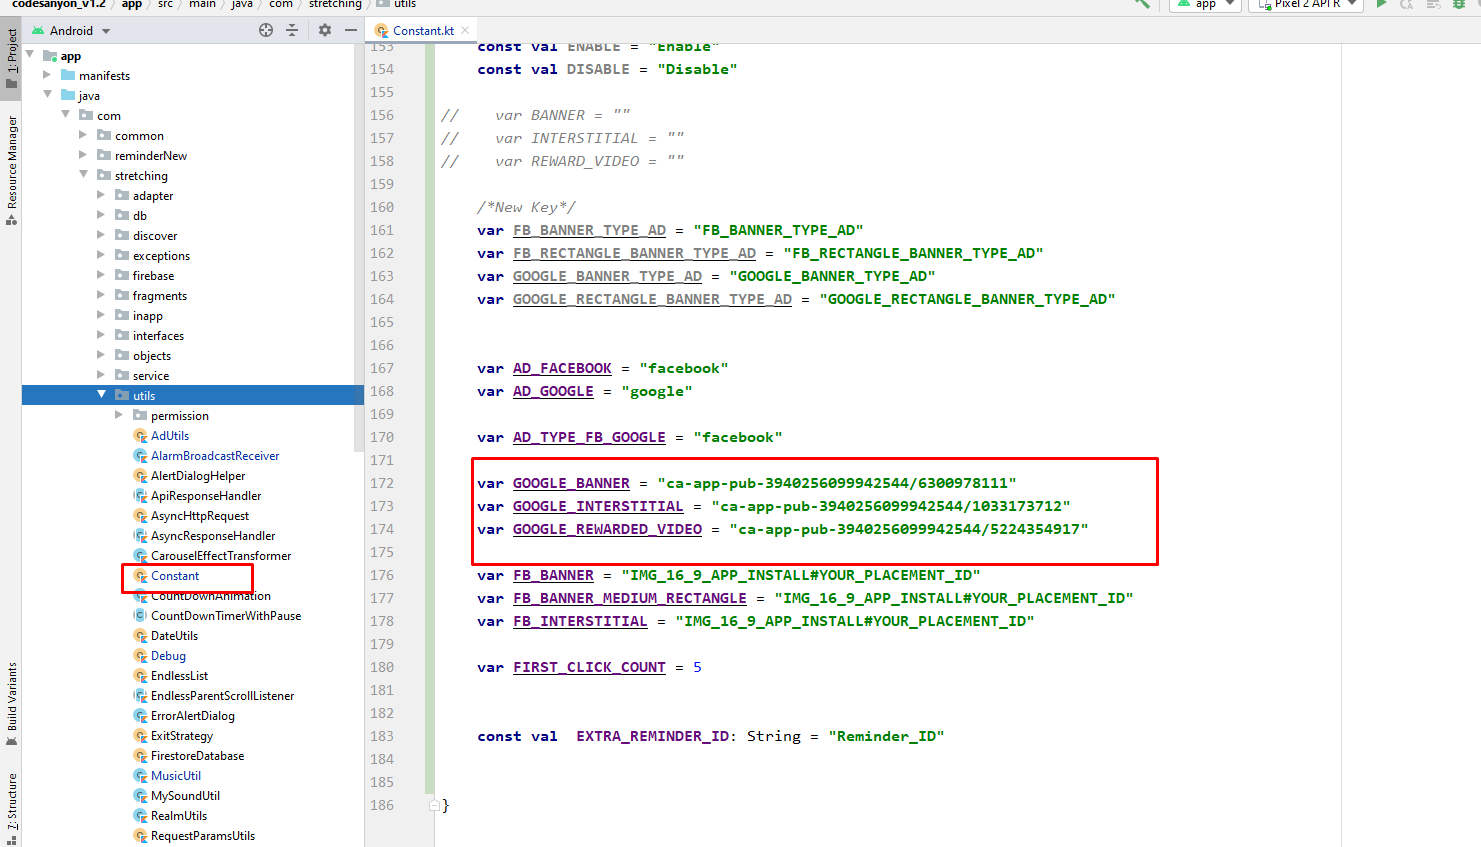 codesanyon_v1.2 app src main java com stretching utils
app Pixel 2 API R
Android
Constant.kt
1: Project
Resource Manager
Build Variants
7: Structure
app
manifests
java
com
common
reminderNew
stretching
adapter
db
discover
exceptions
firebase
fragments
inapp
interfaces
objects
service
utils
permission
AdUtils
AlarmBroadcastReceiver
AlertDialogHelper
ApiResponseHandler
AsyncHttpRequest
AsyncResponseHandler
CarouselEffectTransformer
Constant
CountDownAnimation
CountDownTimerWithPause
DateUtils
Debug
EndlessList
EndlessParentScrollListener
ErrorAlertDialog
ExitStrategy
FirestoreDatabase
MusicUtil
MySoundUtil
RealmUtils
RequestParamsUtils
153 const val ENABLE = "Enable"
154 const val DISABLE = "Disable"
155
156 // var BANNER = ""
157 // var INTERSTITIAL = ""
158 // var REWARD_VIDEO = ""
159
160 /*New Key*/
161 var FB_BANNER_TYPE_AD = "FB_BANNER_TYPE_AD"
162 var FB_RECTANGLE_BANNER_TYPE_AD = "FB_RECTANGLE_BANNER_TYPE_AD"
163 var GOOGLE_BANNER_TYPE_AD = "GOOGLE_BANNER_TYPE_AD"
164 var GOOGLE_RECTANGLE_BANNER_TYPE_AD = "GOOGLE_RECTANGLE_BANNER_TYPE_AD"
165
166
167 var AD_FACEBOOK = "facebook"
168 var AD_GOOGLE = "google"
169
170 var AD_TYPE_FB_GOOGLE = "facebook"
171
172 var GOOGLE_BANNER = "ca-app-pub-3940256099942544/6300978111"
173 var GOOGLE_INTERSTITIAL = "ca-app-pub-3940256099942544/1033173712"
174 var GOOGLE_REWARDED_VIDEO = "ca-app-pub-3940256099942544/5224354917"
175
176 var FB_BANNER = "IMG_16_9_APP_INSTALL#YOUR_PLACEMENT_ID"
177 var FB_BANNER_MEDIUM_RECTANGLE = "IMG_16_9_APP_INSTALL#YOUR_PLACEMENT_ID"
178 var FB_INTERSTITIAL = "IMG_16_9_APP_INSTALL#YOUR_PLACEMENT_ID"
179
180 var FIRST_CLICK_COUNT = 5
181
182
183 const val EXTRA_REMINDER_ID: String = "Reminder_ID"
184
185
186 }